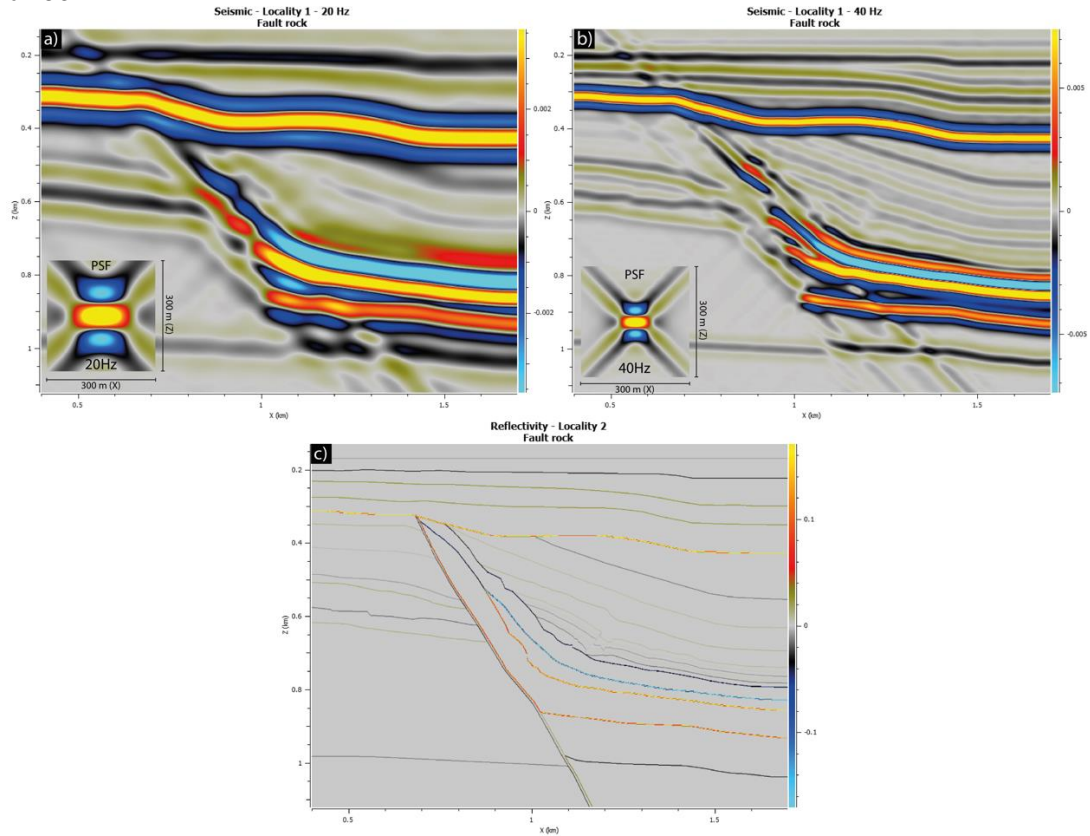 Seismic - Locality 1 - 20 Hz
Fault rock
a)
0.2
0.4
0.6
0.8
1
Z (km)
0.5
1
1.5
X (km)
0.002
0
-0.002
PSF
20Hz
300 m (Z)
300 m (X)
Seismic - Locality 1 - 40 Hz
Fault rock
b)
0.2
0.4
0.6
0.8
1
Z (km)
0.5
1
1.5
X (km)
0.005
0
-0.005
PSF
40Hz
300 m (Z)
300 m (X)
Reflectivity - Locality 2
Fault rock
c)
0.2
0.4
0.6
0.8
1
Z (km)
0.5
1
1.5
X (km)
0.1
0
-0.1